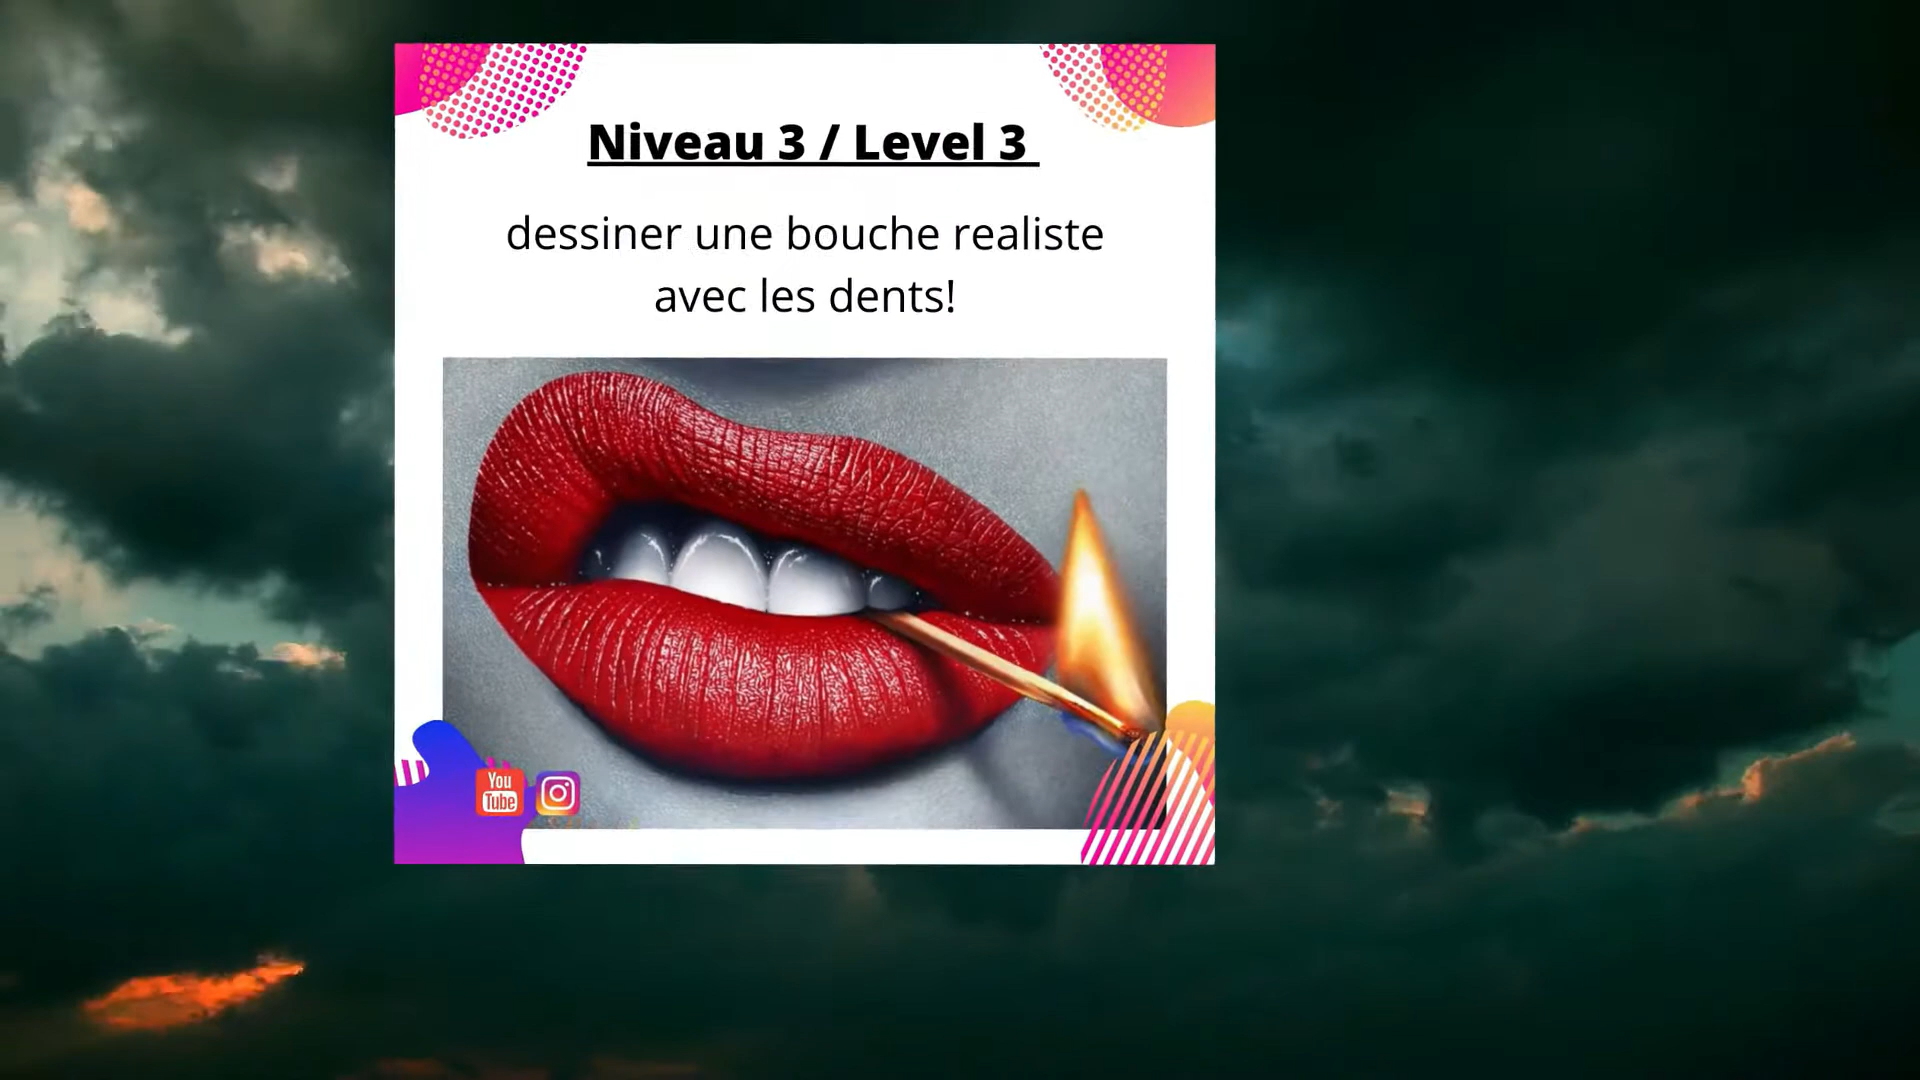 Niveau 3 / Level 3
dessiner une bouche realiste
avec les dents!
You
Tube